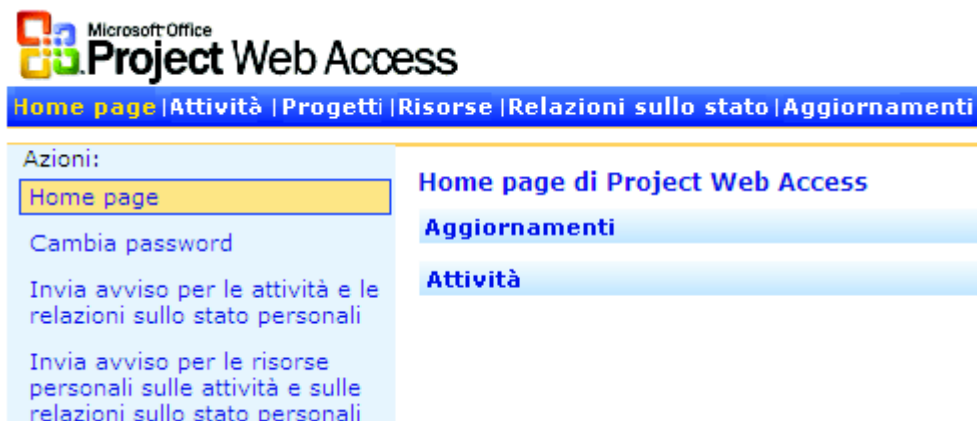 Microsoft Office
Project Web Access
Home page|Attività |Progetti |Risorse |Relazioni sullo stato|Aggiornamenti
Azioni:
Home page
Cambia password
Invia avviso per le attività e le
relazioni sullo stato personali
Invia avviso per le risorse
personali sulle attività e sulle
relazioni sullo stato personali
Home page di Project Web Access
Aggiornamenti
Attività